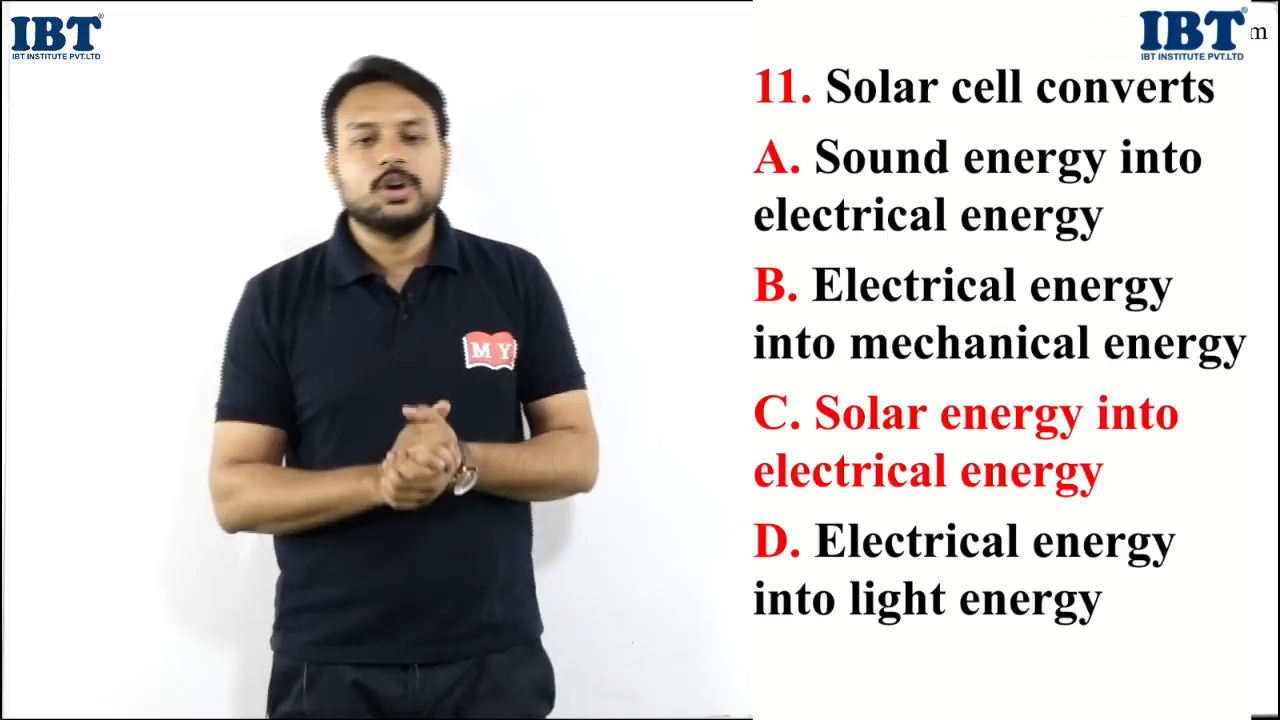 IBT
IBT INSTITUTE PVT.LTD
IBT
IBT INSTITUTE PVT.LTD
m
11. Solar cell converts
A. Sound energy into
electrical energy
B. Electrical energy
into mechanical energy
C. Solar energy into
electrical energy
D. Electrical energy
into light energy
M Y